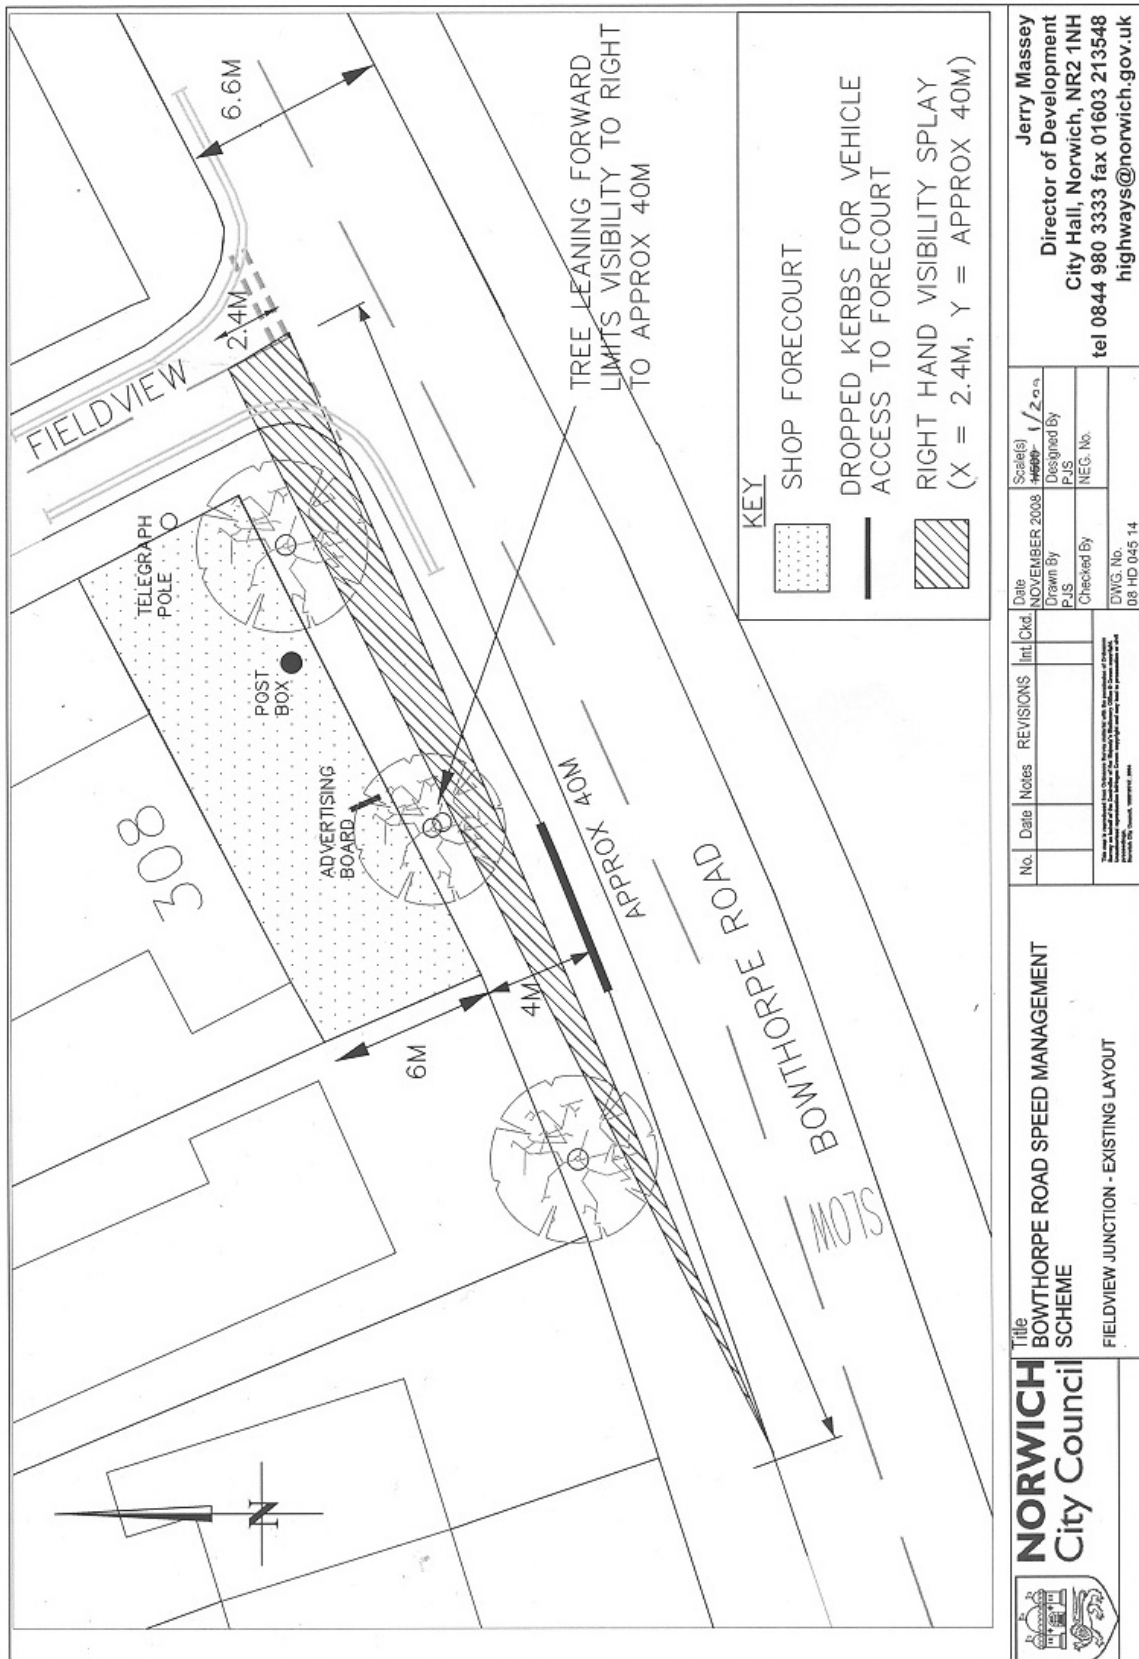 FIELDVIEW
2.4M
6.6M
TELEGRAPH
POLE
POST
BOX
ADVERTISING
BOARD
308
6M
4M
APPROX 40M
BOWTHORPE ROAD
SLOW
N
TREE LEANING FORWARD
LIMITS VISIBILITY TO RIGHT
TO APPROX 40M
KEY
SHOP FORECOURT
DROPPED KERBS FOR VEHICLE
ACCESS TO FORECOURT
RIGHT HAND VISIBILITY SPLAY
(X = 2.4M, Y = APPROX 40M)
NORWICH
City Council
Title
BOWTHORPE ROAD SPEED MANAGEMENT
SCHEME
FIELDVIEW JUNCTION - EXISTING LAYOUT
No. Date Notes REVISIONS Int. Ckd.
Date
NOVEMBER 2008
Scale(s)
1/500 1/200
Drawn By
PJS
Designed By
PJS
Checked By
NEG. No.
DWG. No.
08 HD 045 14
Jerry Massey
Director of Development
City Hall, Norwich, NR2 1NH
tel 0844 980 3333 fax 01603 213548
highways@norwich.gov.uk